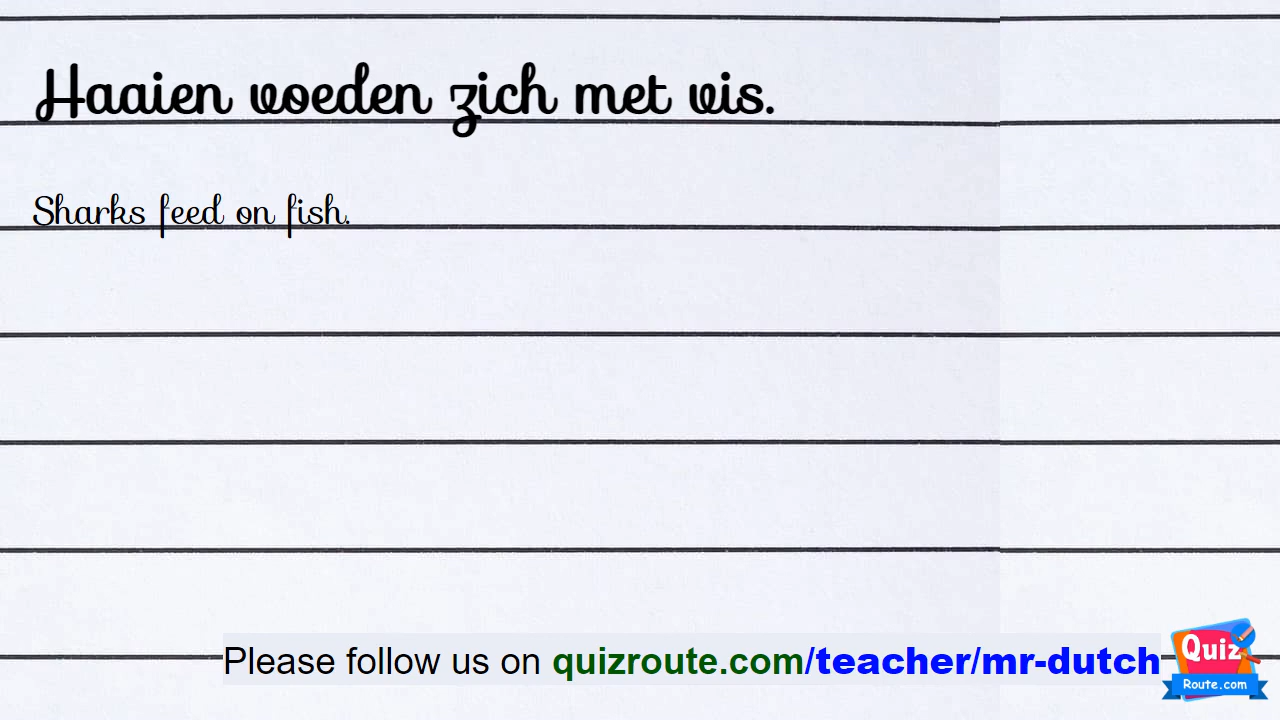 Haaien voeden zich met vis.
Sharks feed on fish.
Please follow us on quizroute.com/teacher/mr-dutch
Quiz
Route.com